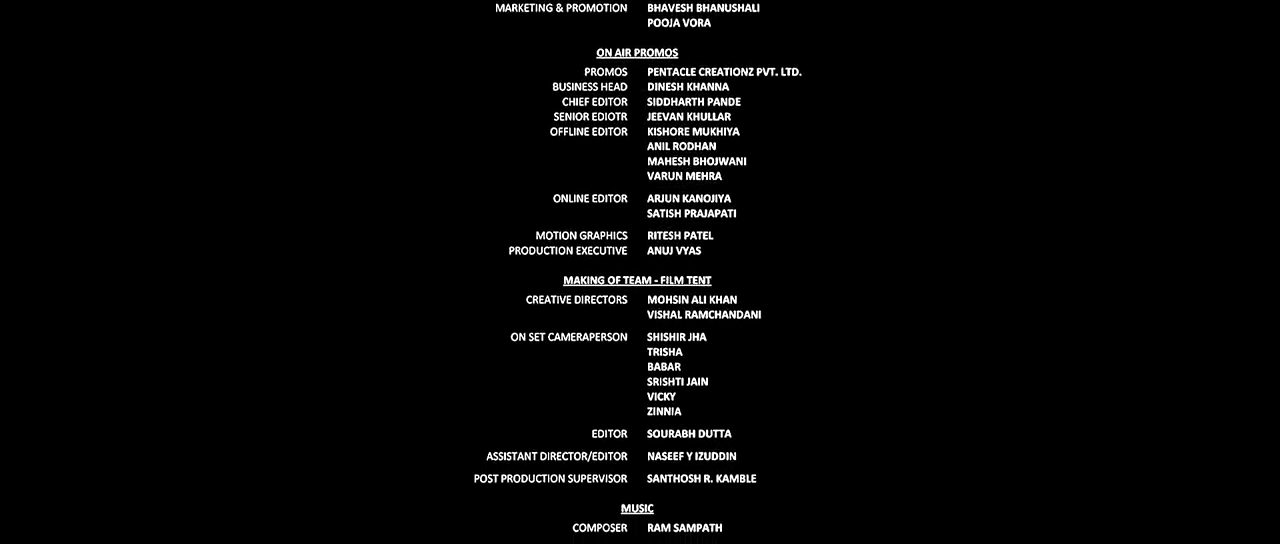 MARKETING & PROMOTION BHAVESH BHANUSHALI
POOJA VORA
ON AIR PROMOS
PROMOS PENTACLE CREATIONZ PVT. LTD.
BUSINESS HEAD DINESH KHANNA
CHIEF EDITOR SIDDHARTH PANDE
SENIOR EDIOTR JEEVAN KHULLAR
OFFLINE EDITOR KISHORE MUKHIYA
ANIL RODHAN
MAHESH BHOJWANI
VARUN MEHRA
ONLINE EDITOR ARJUN KANOJIYA
SATISH PRAJAPATI
MOTION GRAPHICS RITESH PATEL
PRODUCTION EXECUTIVE ANUJ VYAS
MAKING OF TEAM - FILM TENT
CREATIVE DIRECTORS MOHSIN ALI KHAN
VISHAL RAMCHANDANI
ON SET CAMERAPERSON SHISHIR JHA
TRISHA
BABAR
SRISHTI JAIN
VICKY
ZINNIA
EDITOR SOURABH DUTTA
ASSISTANT DIRECTOR/EDITOR NASEEF Y IZUDDIN
POST PRODUCTION SUPERVISOR SANTHOSH R. KAMBLE
MUSIC
COMPOSER RAM SAMPATH